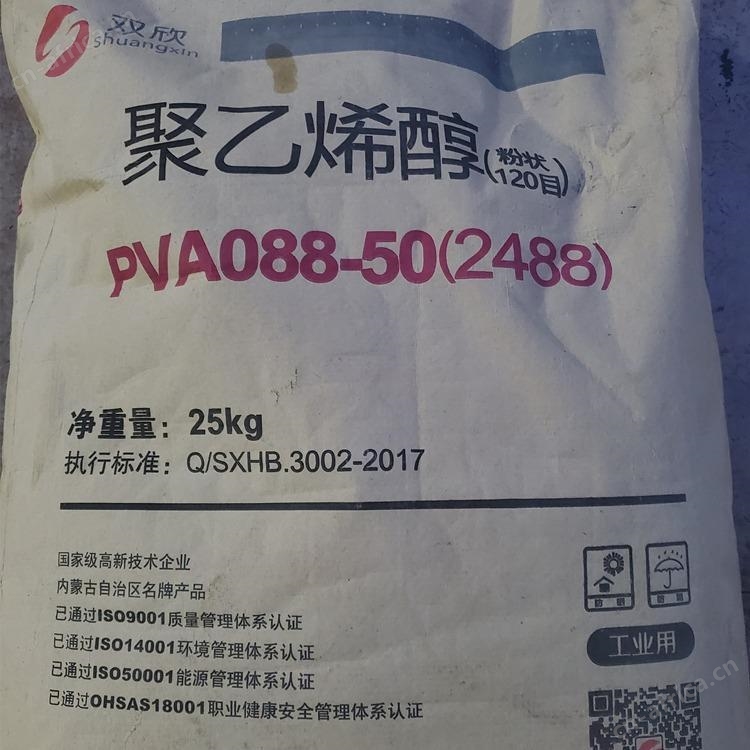 双欣
shuangxin
聚乙烯醇(粉状120目)
PVA088-50(2488)
净重量：25kg
执行标准：Q/SXHB.3002-2017
国家级高新技术企业
内蒙古自治区名牌产品
已通过ISO9001质量管理体系认证
已通过ISO14001环境管理体系认证
已通过ISO50001能源管理体系认证
已通过OHSAS18001职业健康安全管理体系认证
防晒
工业用